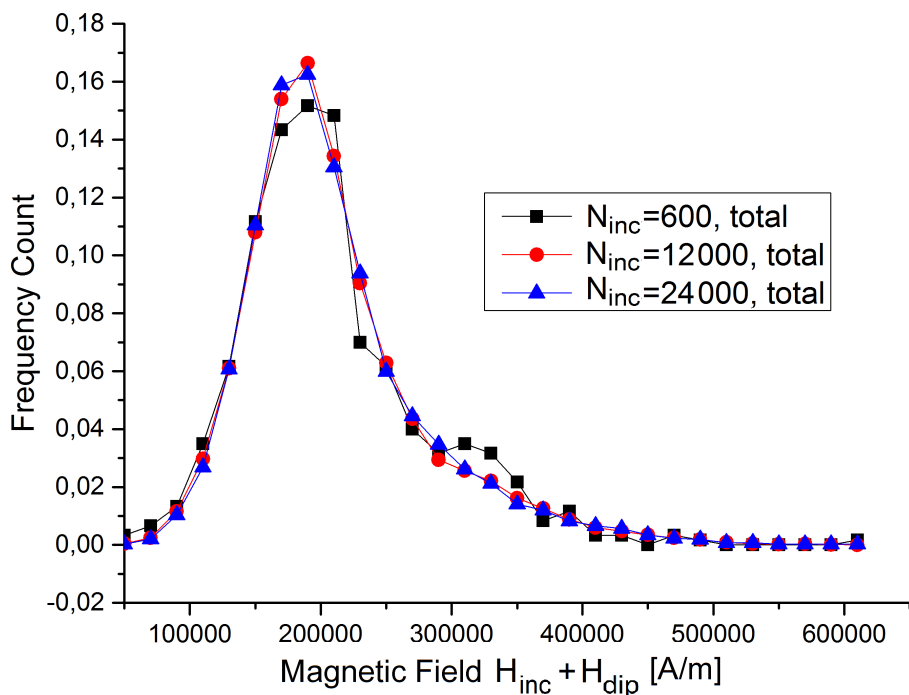 0,18
0,16
0,14
0,12
0,10
0,08
0,06
0,04
0,02
0,00
-0,02
Frequency Count
N_inc=600, total
N_inc=12000, total
N_inc=24000, total
100000 200000 300000 400000 500000 600000
Magnetic Field H_inc+H_dip [A/m]